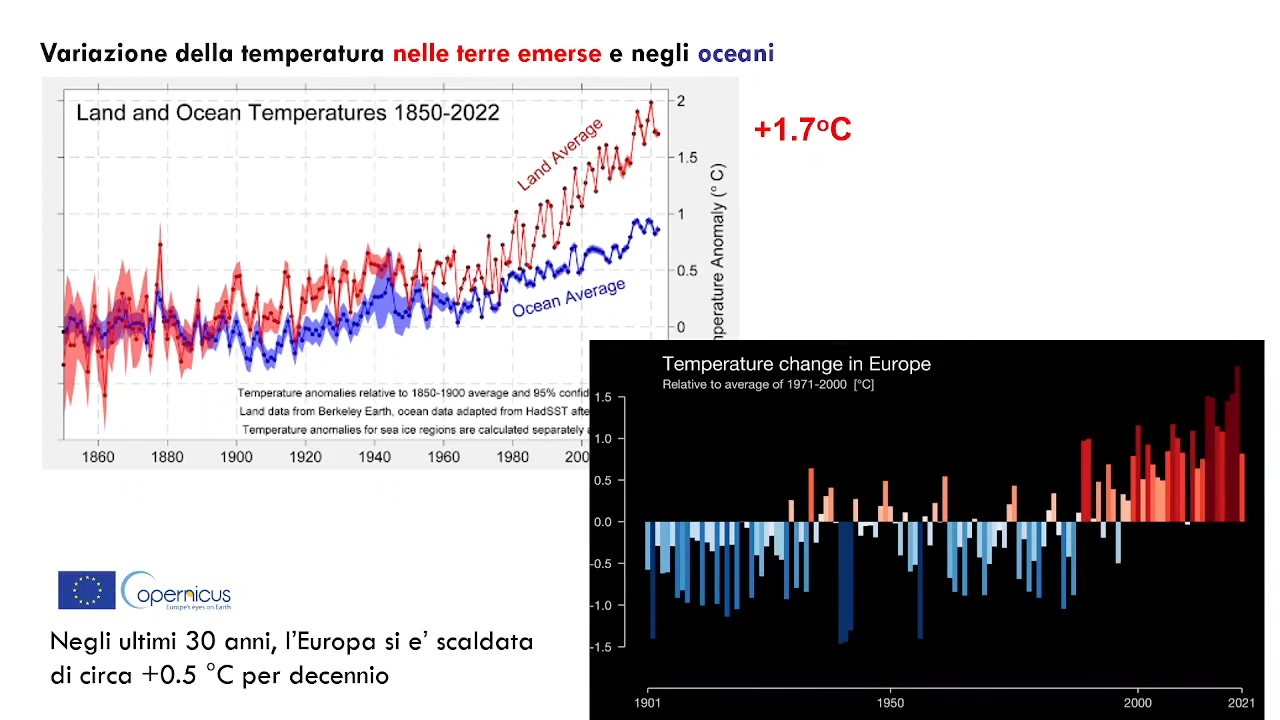 Variazione della temperatura nelle terre emerse e negli oceani
Land and Ocean Temperatures 1850-2022
Land Average
Ocean Average
2
1.5
1
0.5
0
Temperature anomalies relative to 1850-1900 average and 95%
Land data from Berkeley Earth, ocean data adapted from HadSST
Temperature anomalies for sea ice regions are calculated separately
1860
1880
1900
1920
1940
1960
1980
Anomaly (° C)
+1.7°C
Temperature change in Europe
Relative to average of 1971-2000 [°C]
1.5
1.0
0.5
0.0
-0.5
-1.0
-1.5
1901
1950
2000
2021
opernicus
Europe's eyes on Earth
Negli ultimi 30 anni, l'Europa si e' scaldata
di circa +0.5 °C per decennio